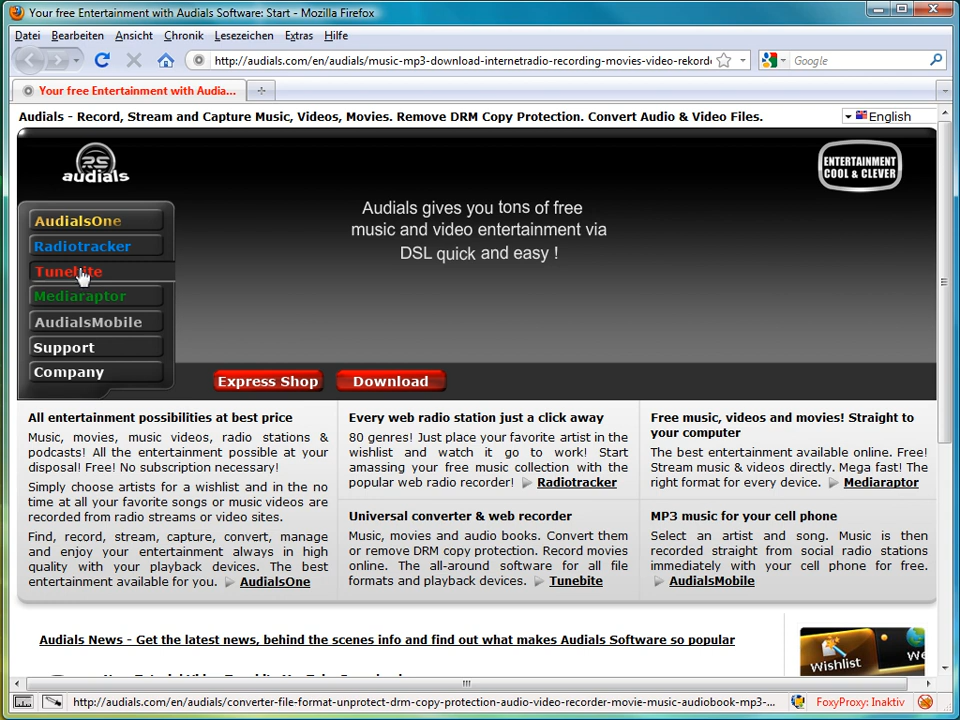 Your free Entertainment with Audials Software: Start - Mozilla Firefox
Datei Bearbeiten Ansicht Chronik Lesezeichen Extras Hilfe
http://audials.com/en/audials/music-mp3-download-internetradio-recording-movies-video-rekord
Google
Your free Entertainment with Audia...
Audials - Record, Stream and Capture Music, Videos, Movies. Remove DRM Copy Protection. Convert Audio & Video Files.
English
RS
audials
ENTERTAINMENT
COOL & CLEVER
Audials gives you tons of free
music and video entertainment via
DSL quick and easy !
AudialsOne
Radiotracker
Tunebite
Mediaraptor
AudialsMobile
Support
Company
Express Shop Download
All entertainment possibilities at best price
Music, movies, music videos, radio stations &
podcasts! All the entertainment possible at your
disposal! Free! No subscription necessary!
Simply choose artists for a wishlist and in the no
time at all your favorite songs or music videos are
recorded from radio streams or video sites.
Find, record, stream, capture, convert, manage
and enjoy your entertainment always in high
quality with your playback devices. The best
entertainment available for you. AudialsOne
Every web radio station just a click away
80 genres! Just place your favorite artist in the
wishlist and watch it go to work! Start
amassing your free music collection with the
popular web radio recorder! Radiotracker
Universal converter & web recorder
Music, movies and audio books. Convert them
or remove DRM copy protection. Record movies
online. The all-around software for all file
formats and playback devices. Tunebite
Free music, videos and movies! Straight to
your computer
The best entertainment available online. Free!
Stream music & videos directly. Mega fast! The
right format for every device. Mediaraptor
MP3 music for your cell phone
Select an artist and song. Music is then
recorded straight from social radio stations
immediately with your cell phone for free.
AudialsMobile
Audials News - Get the latest news, behind the scenes info and find out what makes Audials Software so popular
Wishlist
We
http://audials.com/en/audials/converter-file-format-unprotect-drm-copy-protection-audio-video-recorder-movie-music-audiobook-mp3-...
FoxyProxy: Inaktiv